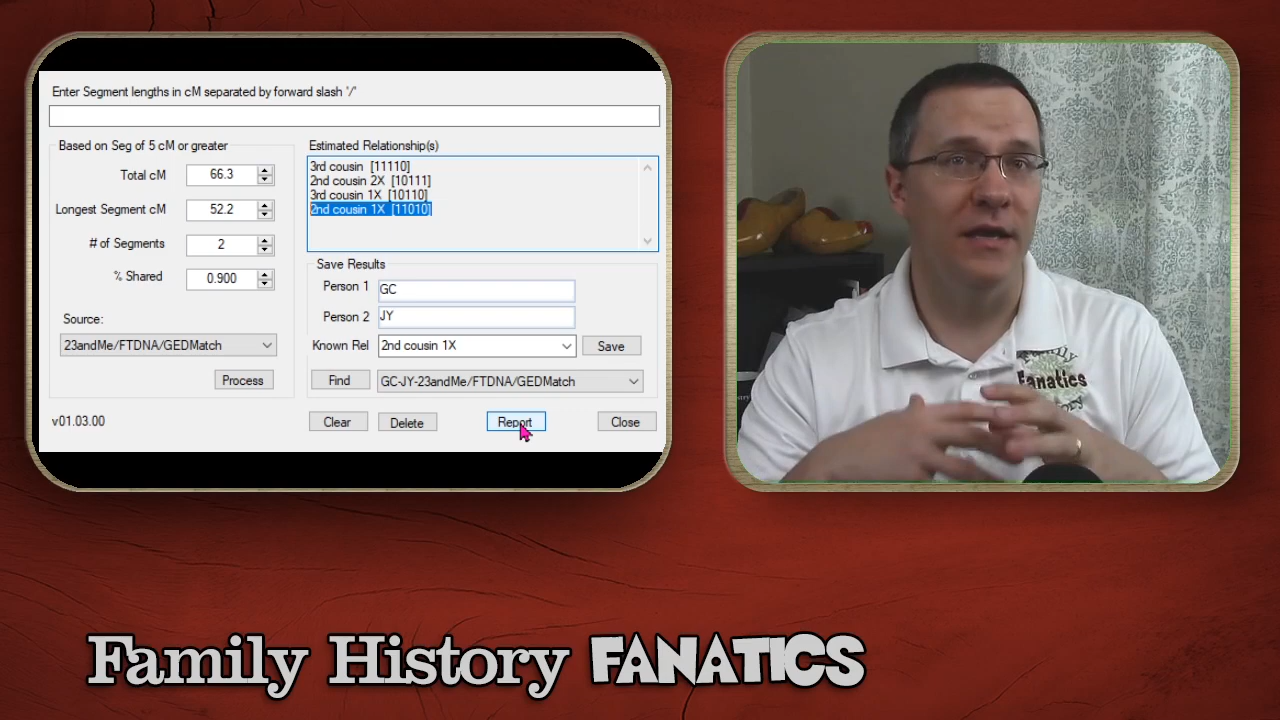 Enter Segment lengths in cM separated by forward slash '/'
Based on Seg of 5 cM or greater
Total cM 66.3
Longest Segment cM 52.2
# of Segments 2
% Shared 0.900
Source:
23andMe/FTDNA/GEDMatch
Process
v01.03.00
Estimated Relationship(s)
3rd cousin [11110]
2nd cousin 2X [10111]
3rd cousin 1X [10110]
2nd cousin 1X [11010]
Save Results
Person 1 GC
Person 2 JY
Known Rel 2nd cousin 1X Save
Find GC-JY-23andMe/FTDNA/GEDMatch
Clear Delete Report Close
Family
Fanatics
Family History FANATICS